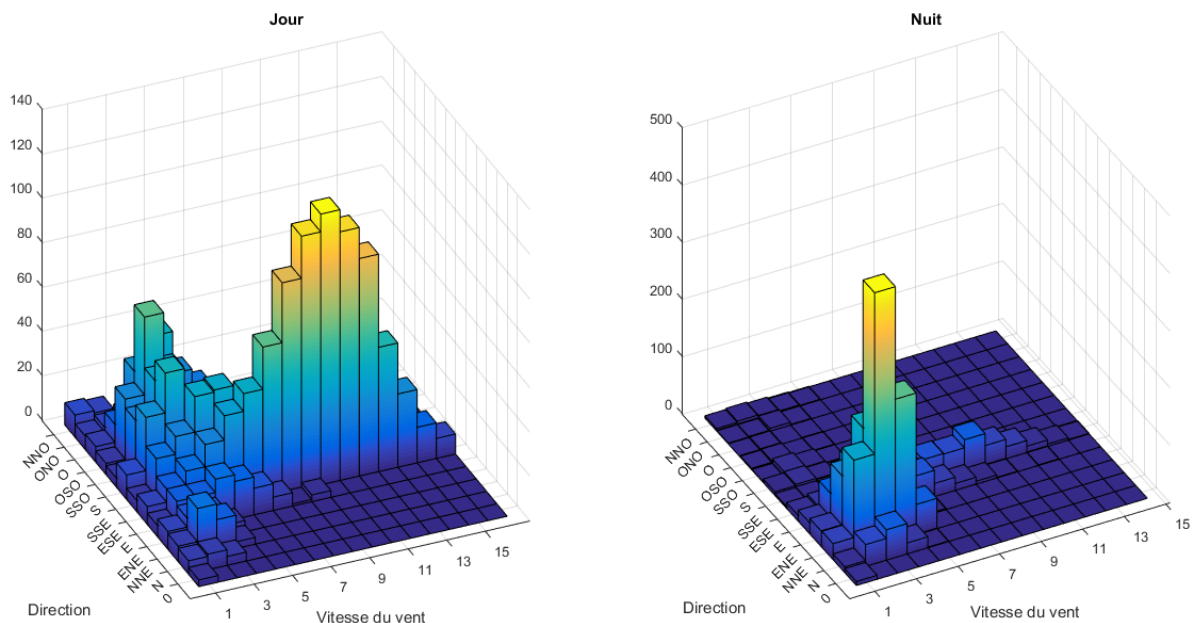 Jour
140
120
100
80
60
40
20
0
NNO
ONO
O
OSO
SSO
S
SSE
ESE
E
ENE
NNE
N
0
1
3
5
7
9
11
13
15
Direction
Vitesse du vent
Nuit
500
400
300
200
100
0
NNO
ONO
O
OSO
SSO
S
SSE
ESE
E
ENE
NNE
N
0
1
3
5
7
9
11
13
15
Direction
Vitesse du vent